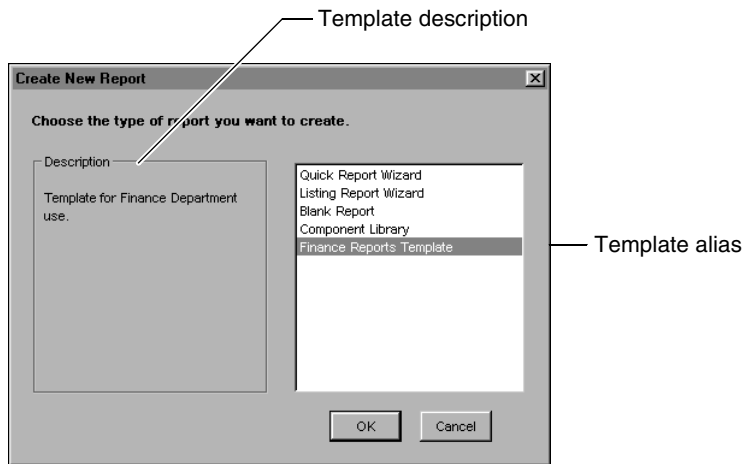 Template description
Create New Report
Choose the type of report you want to create.
Description
Template for Finance Department
use.
Quick Report Wizard
Listing Report Wizard
Blank Report
Component Library
Finance Reports Template
Template alias
OK
Cancel